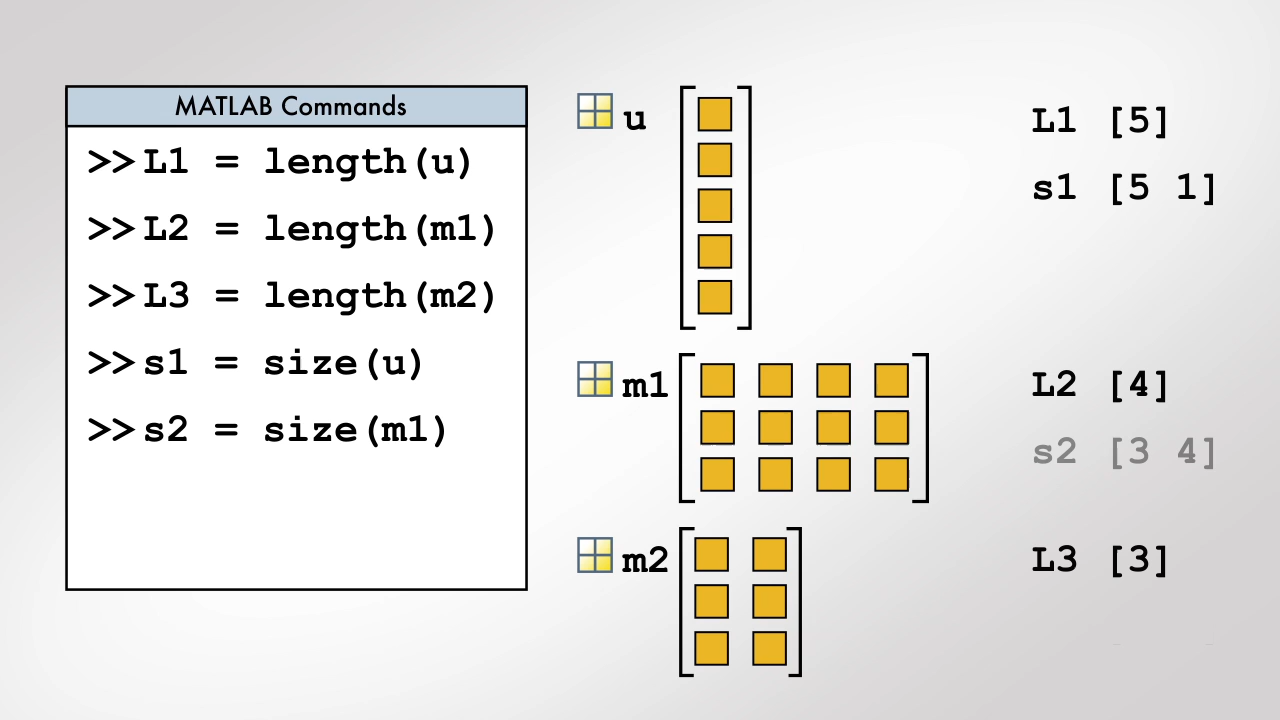 MATLAB Commands
>>L1 = length(u)
>>L2 = length(m1)
>>L3 = length(m2)
>>s1 = size(u)
>>s2 = size(m1)
u
L1 [5]
s1 [5 1]
m1
L2 [4]
s2 [3 4]
m2
L3 [3]